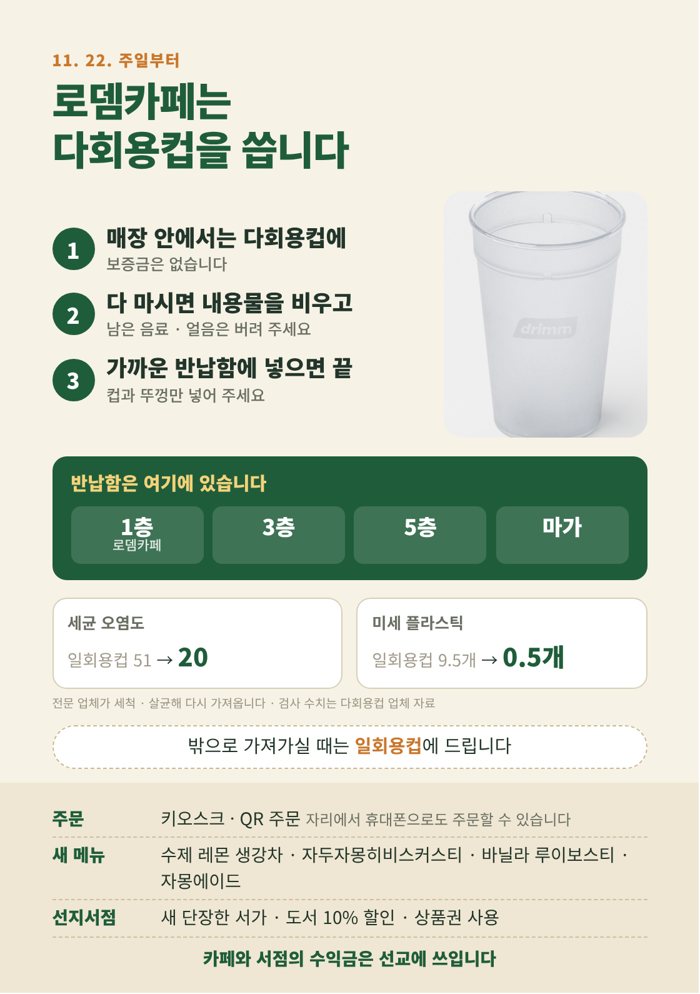 11. 22. 주일부터
로뎀카페는
다회용컵을 씁니다
1
매장 안에서는 다회용컵에
보증금은 없습니다
2
다 마시면 내용물을 비우고
남은 음료 · 얼음은 버려 주세요
3
가까운 반납함에 넣으면 끝
컵과 뚜껑만 넣어 주세요
drimm
반납함은 여기에 있습니다
1층
로뎀카페
3층
5층
마가
세균 오염도
일회용컵 51 → 20
미세 플라스틱
일회용컵 9.5개 → 0.5개
전문 업체가 세척 · 살균해 다시 가져옵니다 · 검사 수치는 다회용컵 업체 자료
밖으로 가져가실 때는 일회용컵에 드립니다
주문
키오스크 · QR 주문 자리에서 휴대폰으로도 주문할 수 있습니다
새 메뉴
수제 레몬 생강차 · 자두자몽히비스커스티 · 바닐라 루이보스티 ·
자몽에이드
선지서점
새 단장한 서가 · 도서 10% 할인 · 상품권 사용
카페와 서점의 수익금은 선교에 쓰입니다